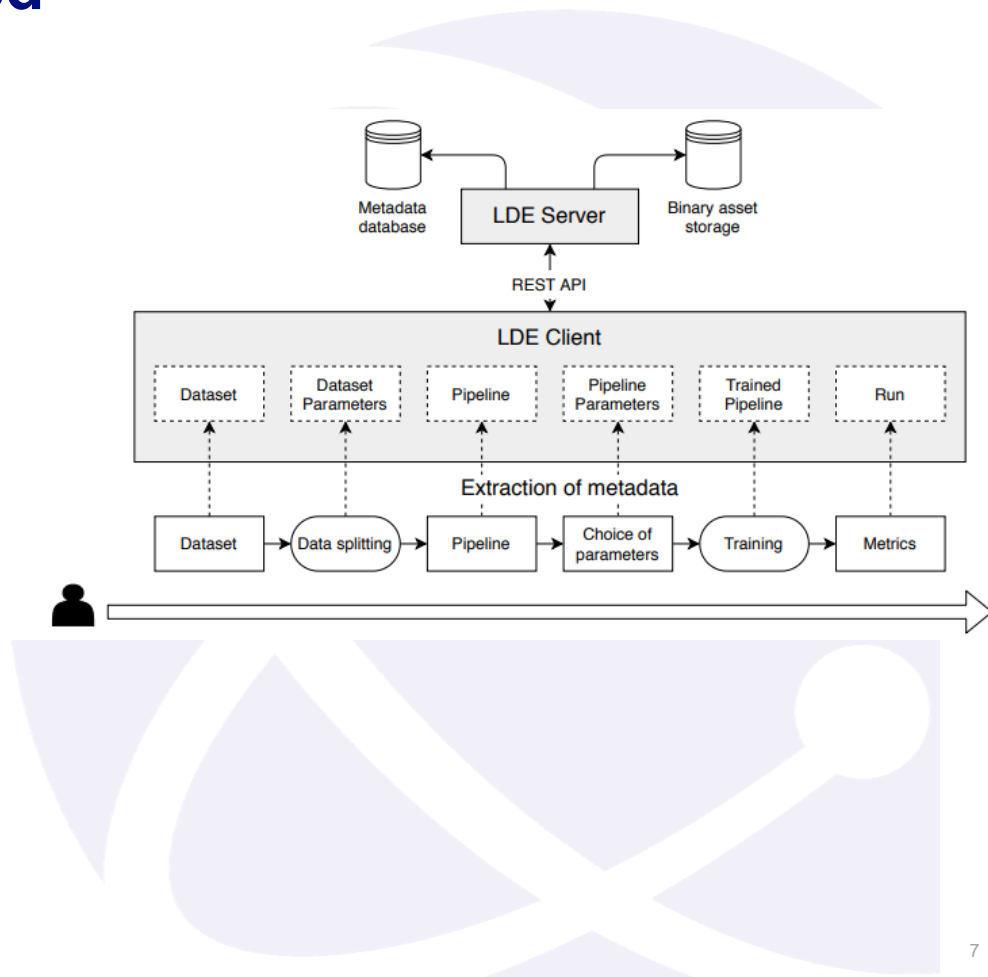 Metadata
database
LDE Server
Binary asset
storage
REST API
LDE Client
Dataset
Dataset
Parameters
Pipeline
Pipeline
Parameters
Trained
Pipeline
Run
Extraction of metadata
Dataset
Data splitting
Pipeline
Choice of
parameters
Training
Metrics
7